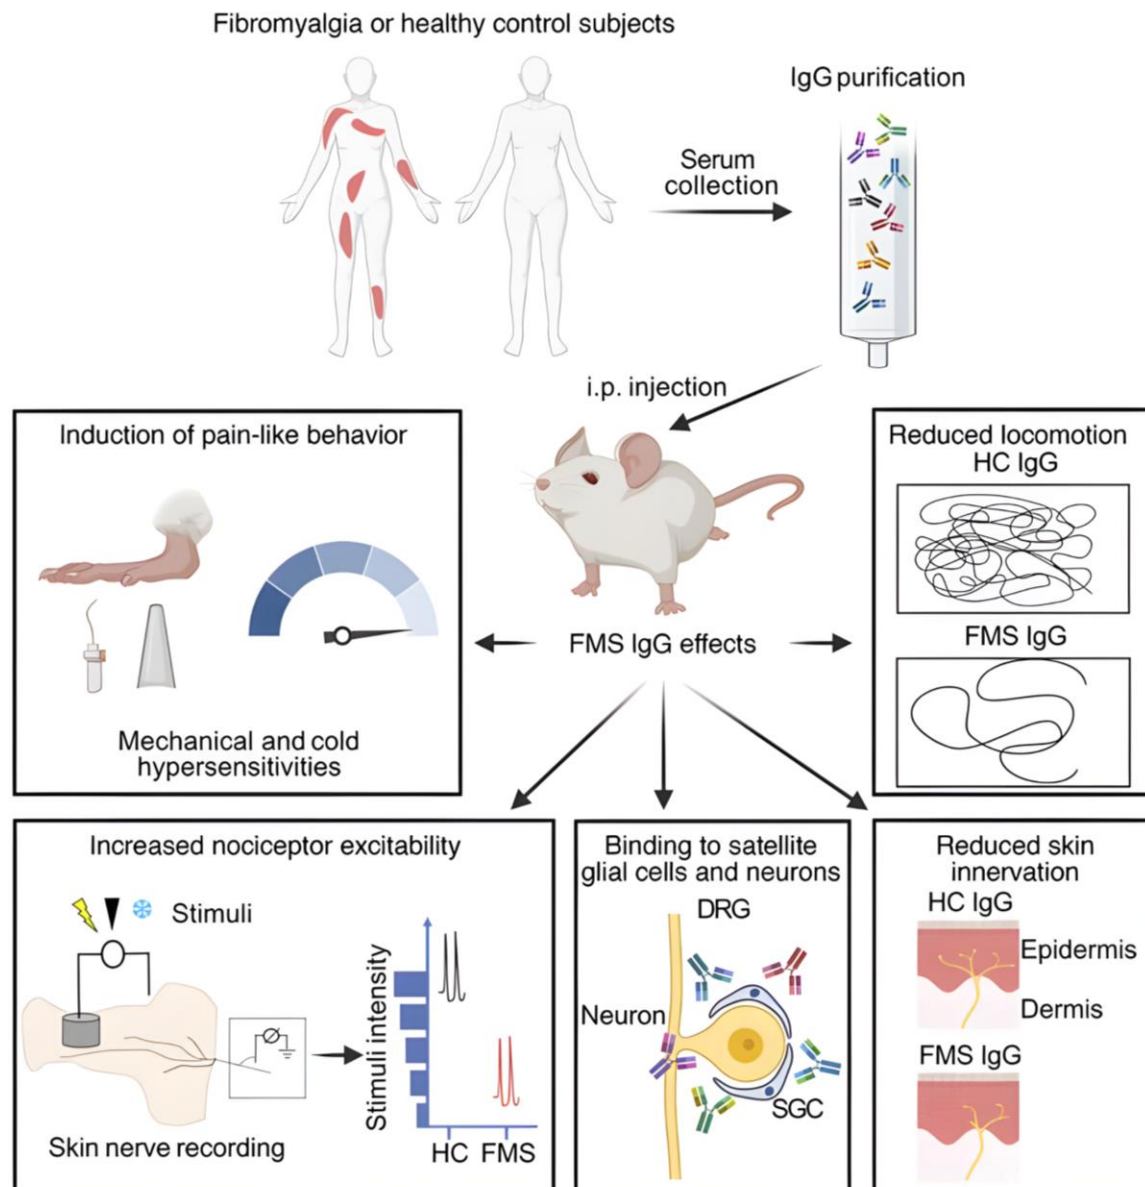 Fibromyalgia or healthy control subjects
IgG purification
Serum
collection
i.p. injection
Induction of pain-like behavior
Mechanical and cold
hypersensitivities
FMS IgG effects
Reduced locomotion
HC IgG
FMS IgG
Increased nociceptor excitability
Stimuli
Stimuli intensity
HC FMS
Skin nerve recording
Binding to satellite
glial cells and neurons
DRG
Neuron
SGC
Reduced skin
innervation
HC IgG
Epidermis
Dermis
FMS IgG